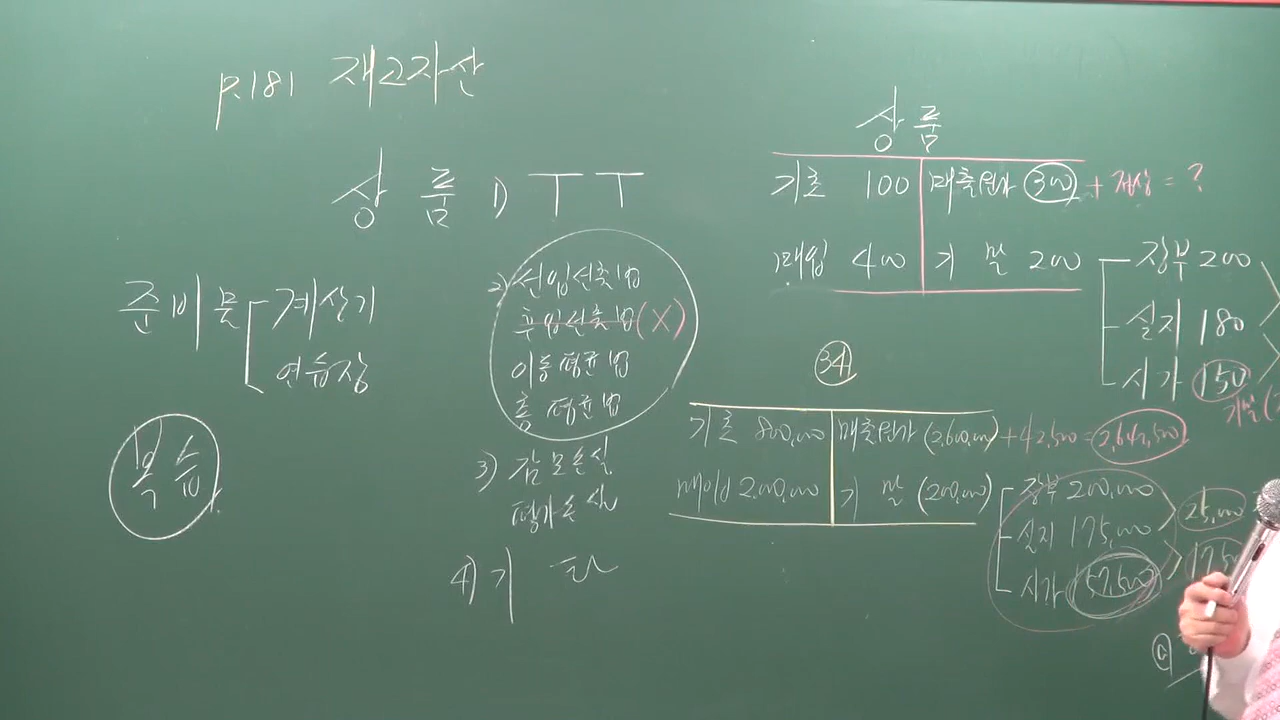 P.181 재고자산
상품 1) T T
준비물 계산기
연습장
복습
2) 선입선출법
후입선출법(X)
이동평균법
총평균법
3) 감모손실
평가손실
4) 기타
상품
기초 100 매출원가 300 + 정상 = ?
매입 400 기말 200
장부 200
실지 180
시가 150
기말(
34
기초 800,000 매출원가 (2,600,000) + 42,500 = 2,642,500
매입 2,000,000 기말 (200,000)
장부 200,000
실지 175,000
시가 157,500
25,000
17,50